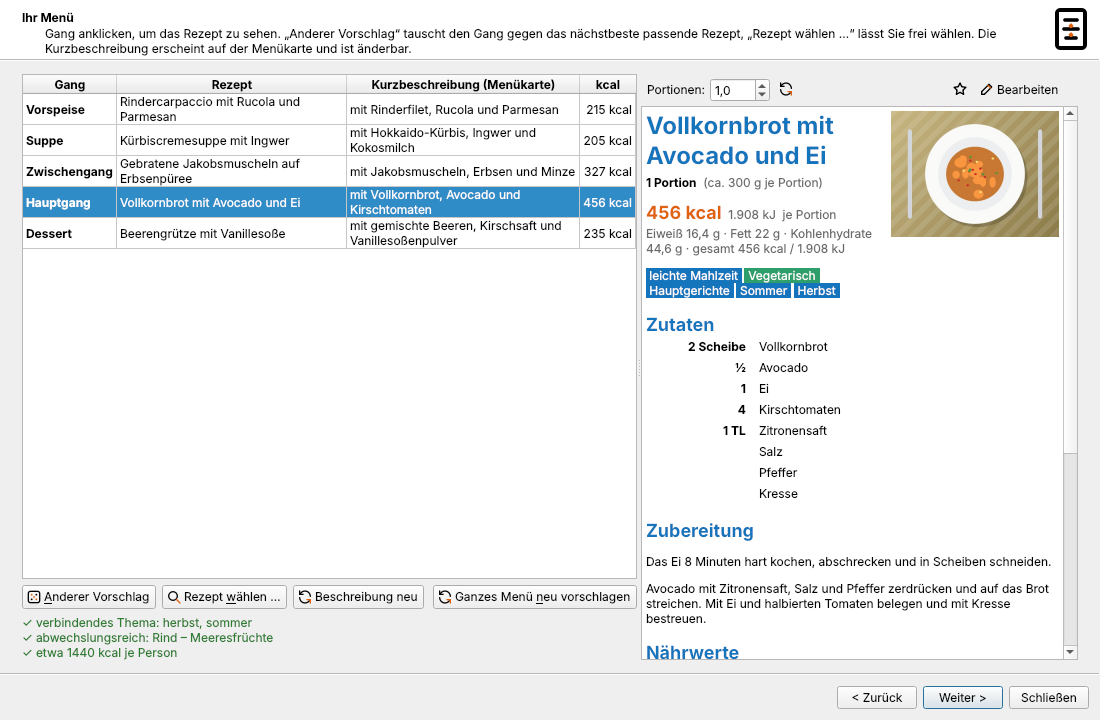 Ihr Menü
Gang anklicken, um das Rezept zu sehen. „Anderer Vorschlag“ tauscht den Gang gegen das nächstbeste passende Rezept, „Rezept wählen …“ lässt Sie frei wählen. Die
Kurzbeschreibung erscheint auf der Menükarte und ist änderbar.
Gang Rezept Kurzbeschreibung (Menükarte) kcal
Vorspeise Rindercarpaccio mit Rucola und Parmesan mit Rinderfilet, Rucola und Parmesan 215 kcal
Suppe Kürbiscremesuppe mit Ingwer mit Hokkaido-Kürbis, Ingwer und Kokosmilch 205 kcal
Zwischengang Gebratene Jakobsmuscheln auf Erbsenpüree mit Jakobsmuscheln, Erbsen und Minze 327 kcal
Hauptgang Vollkornbrot mit Avocado und Ei mit Vollkornbrot, Avocado und Kirschtomaten 456 kcal
Dessert Beerengrütze mit Vanillesoße mit gemischte Beeren, Kirschsaft und Vanillesoßenpulver 235 kcal
Anderer Vorschlag Rezept wählen … Beschreibung neu Ganzes Menü neu vorschlagen
✓ verbindendes Thema: herbst, sommer
✓ abwechslungsreich: Rind – Meeresfrüchte
✓ etwa 1440 kcal je Person
Portionen: 1,0 Bearbeiten
Vollkornbrot mit
Avocado und Ei
1 Portion (ca. 300 g je Portion)
456 kcal 1.908 kJ je Portion
Eiweiß 16,4 g · Fett 22 g · Kohlenhydrate
44,6 g · gesamt 456 kcal / 1.908 kJ
leichte Mahlzeit Vegetarisch
Hauptgerichte Sommer Herbst
Zutaten
2 Scheibe Vollkornbrot
½ Avocado
1 Ei
4 Kirschtomaten
1 TL Zitronensaft
Salz
Pfeffer
Kresse
Zubereitung
Das Ei 8 Minuten hart kochen, abschrecken und in Scheiben schneiden.
Avocado mit Zitronensaft, Salz und Pfeffer zerdrücken und auf das Brot
streichen. Mit Ei und halbierten Tomaten belegen und mit Kresse
bestreuen.
Nährwerte
< Zurück Weiter > Schließen